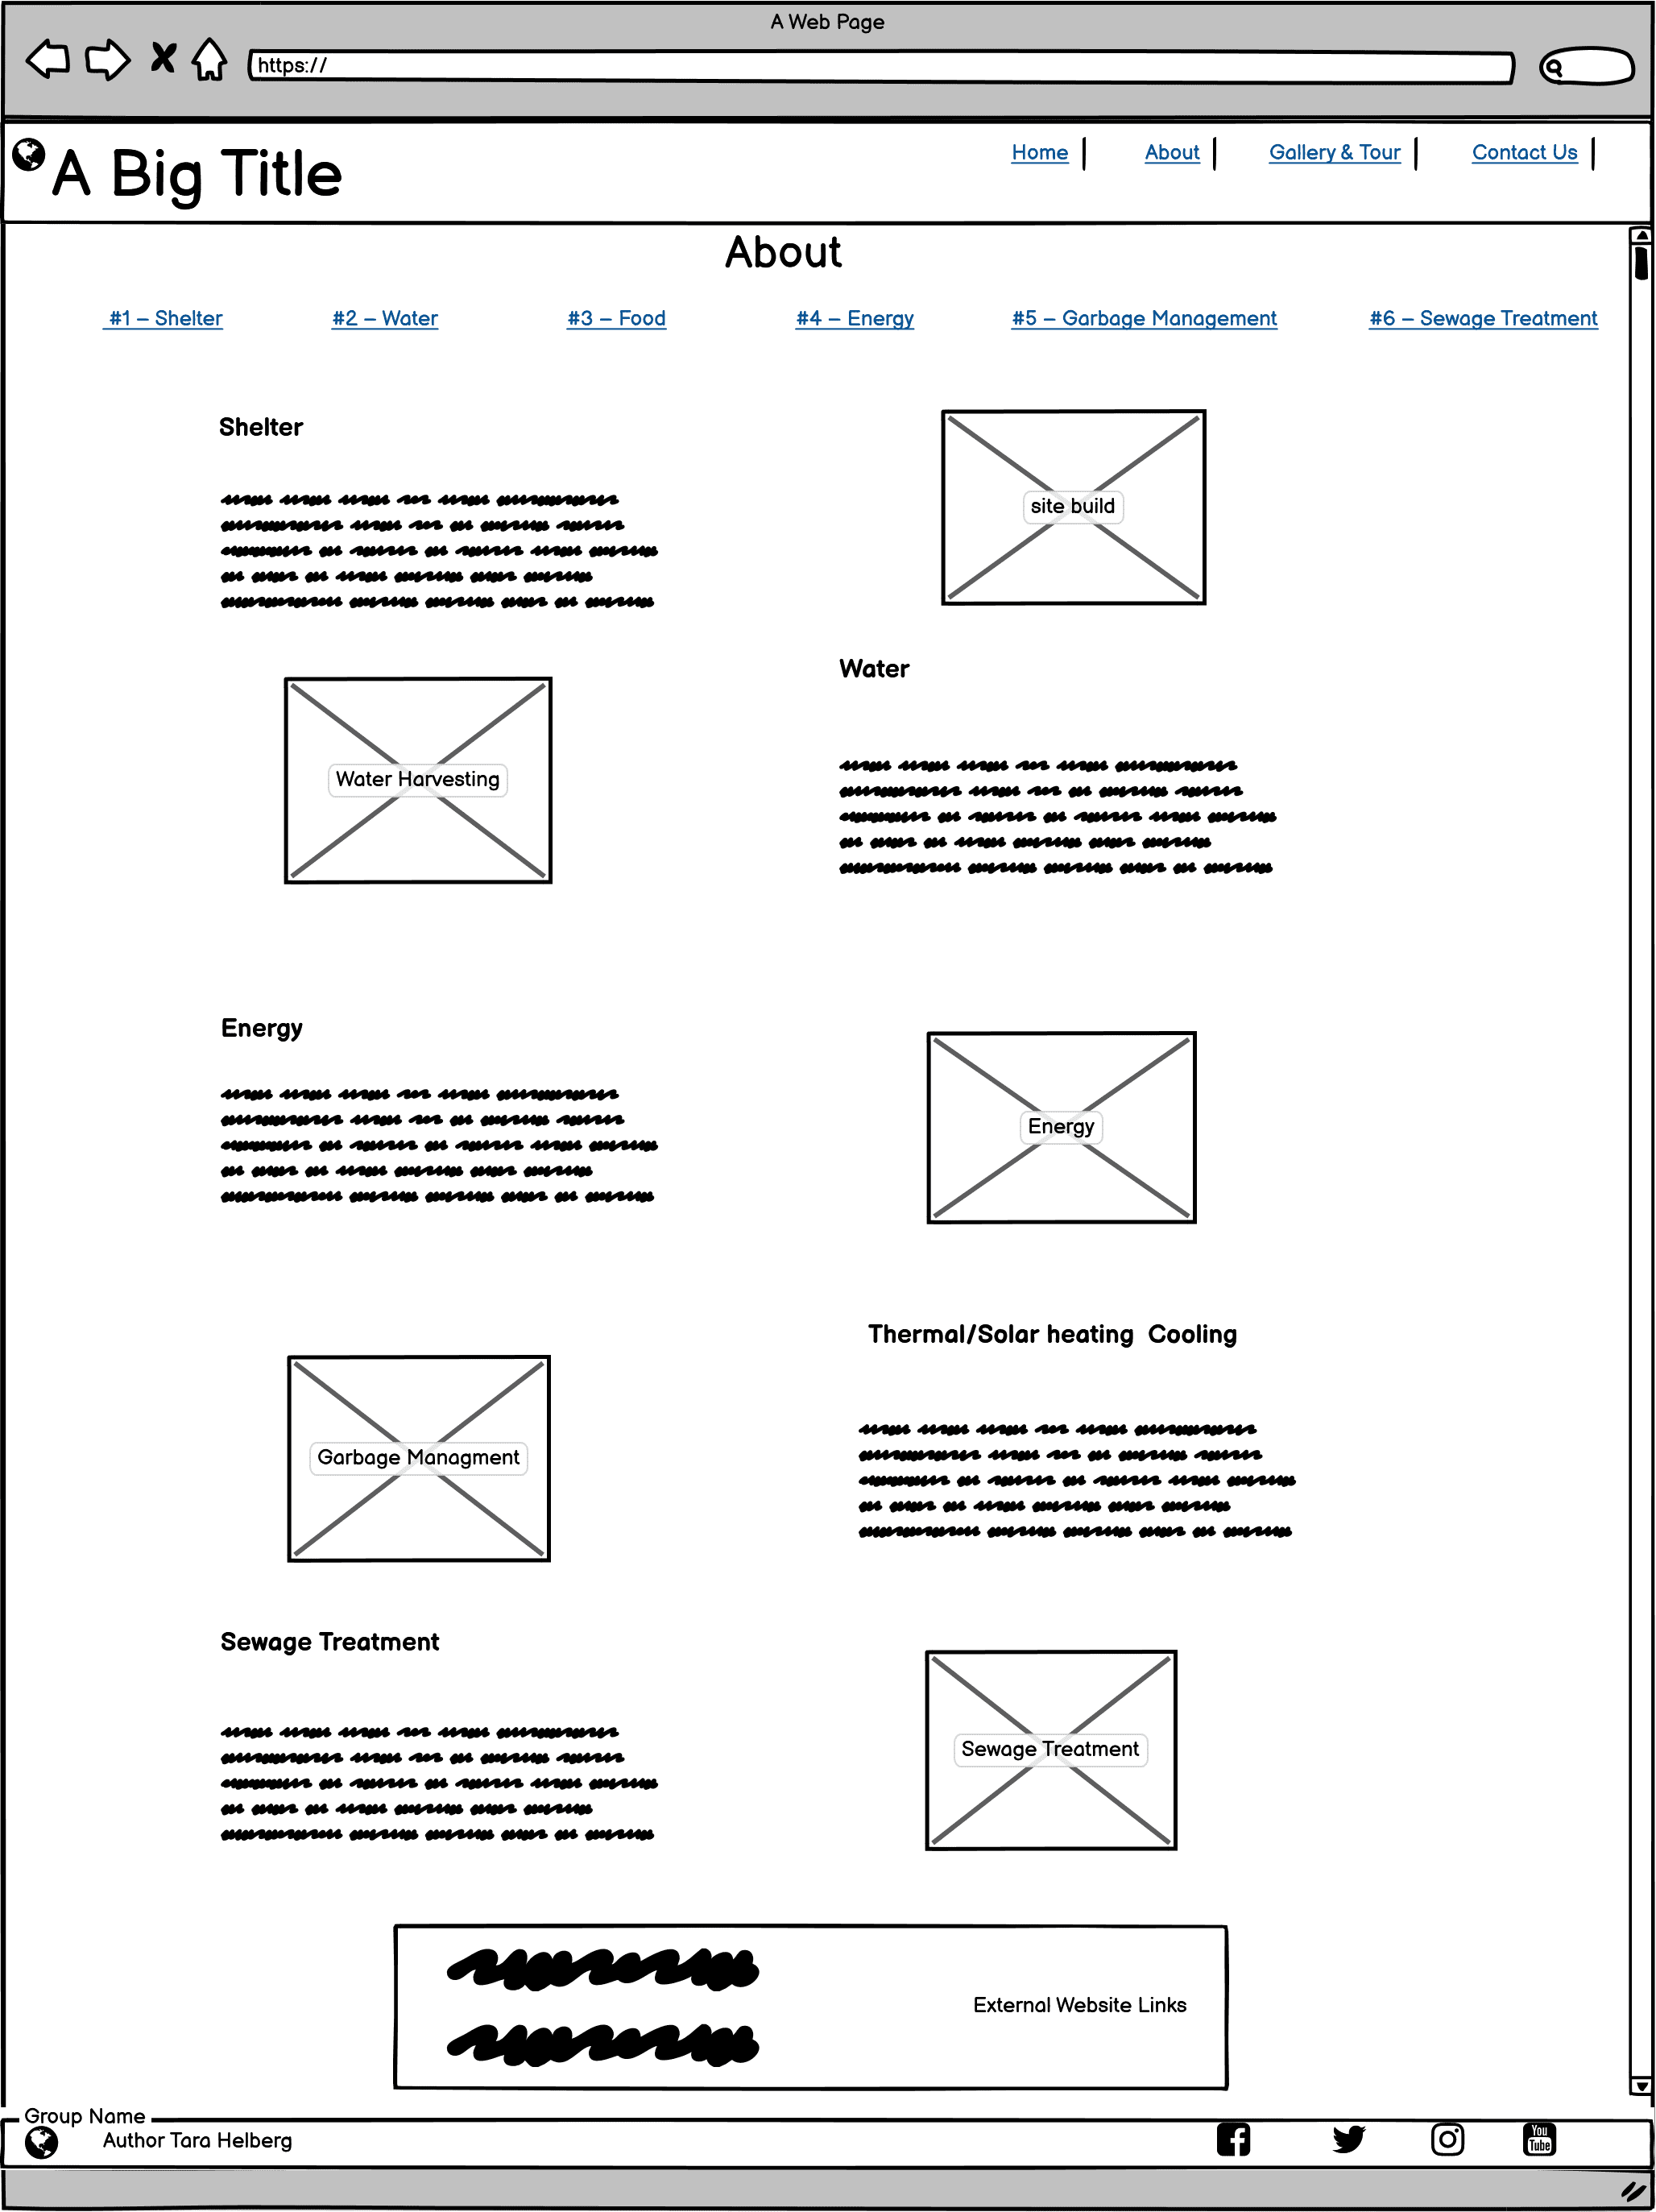 A Web Page
https://
A Big Title
Home
About
Gallery & Tour
Contact Us
About
#1 – Shelter
#2 – Water
#3 – Food
#4 – Energy
#5 – Garbage Management
#6 – Sewage Treatment
Shelter
site build
Water
Water Harvesting
Energy
Energy
Thermal/Solar heating  Cooling
Garbage Managment
Sewage Treatment
Sewage Treatment
External Website Links
Group Name
Author Tara Helberg
You
Tube